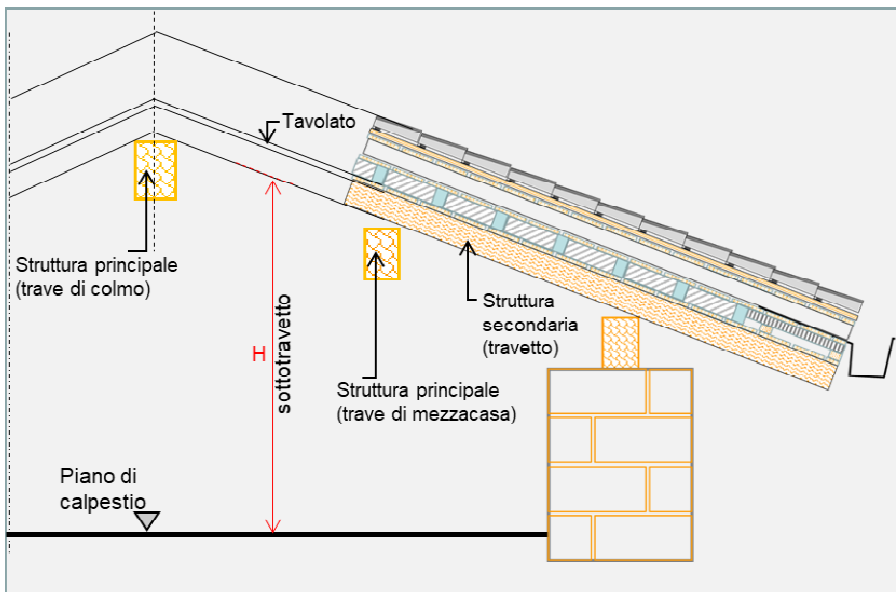 Tavolato
Struttura principale
(trave di colmo)
H
sottotravetto
Struttura
secondaria
(travetto)
Struttura principale
(trave di mezzacasa)
Piano di
calpestio